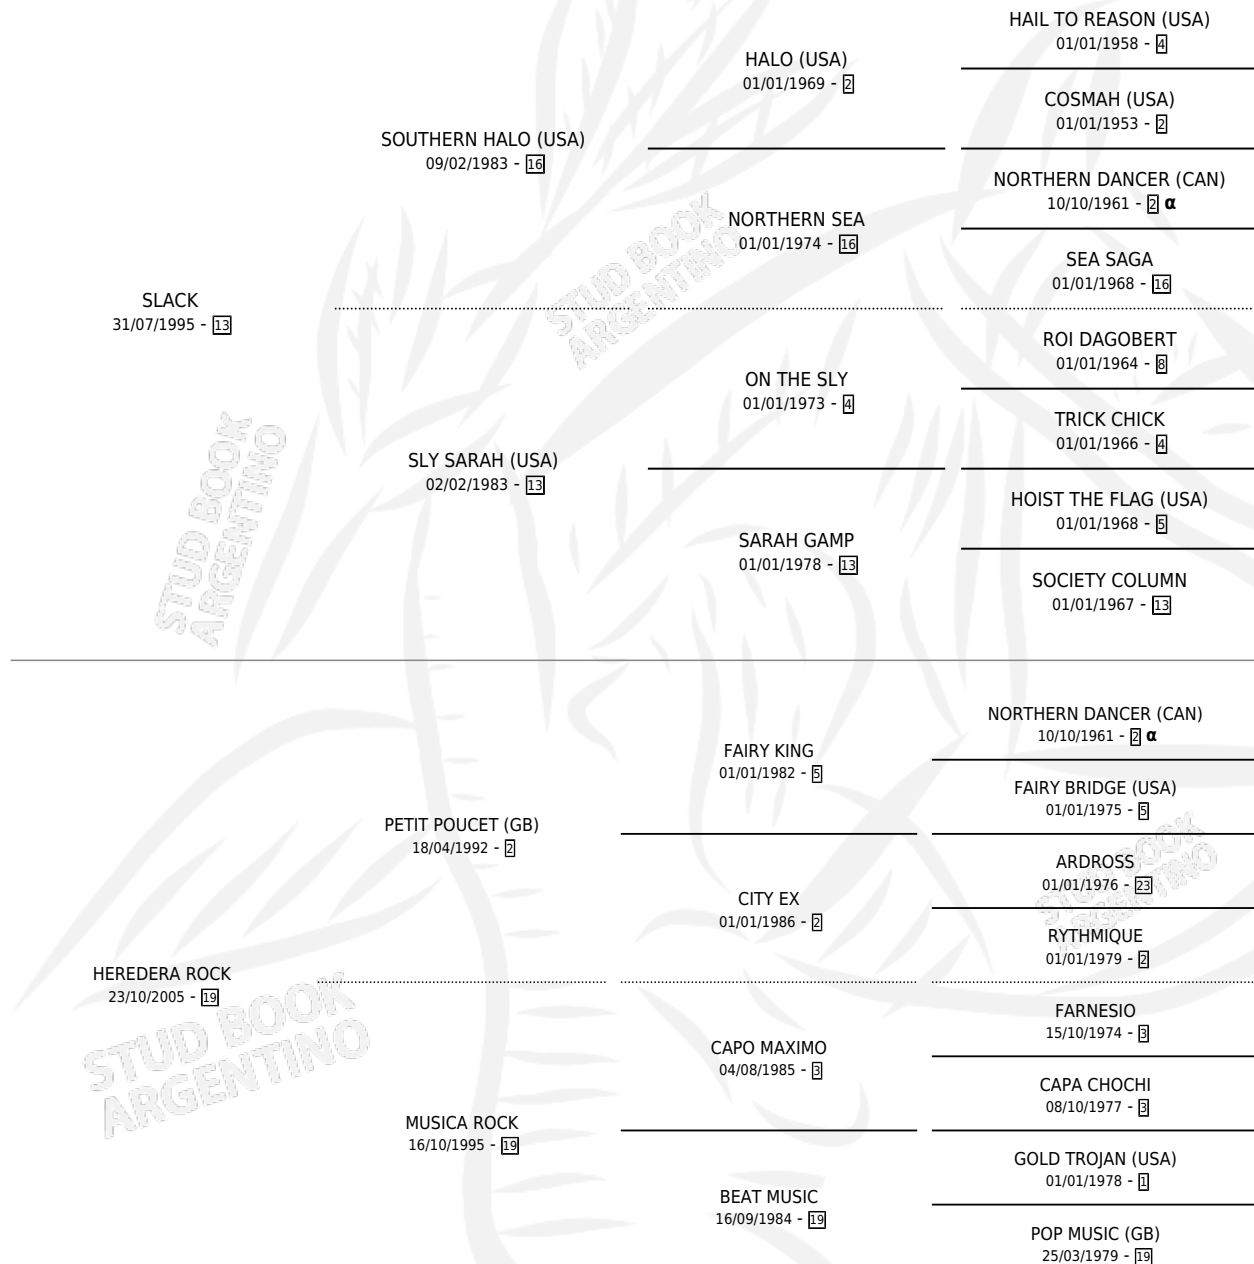 HAIL TO REASON (USA)
01/01/1958 - 4
HALO (USA)
01/01/1969 - 2
COSMAH (USA)
01/01/1953 - 2
SOUTHERN HALO (USA)
09/02/1983 - 16
NORTHERN DANCER (CAN)
10/10/1961 - 2 α
NORTHERN SEA
01/01/1974 - 16
SEA SAGA
01/01/1968 - 16
SLACK
31/07/1995 - 13
ROI DAGOBERT
01/01/1964 - 8
ON THE SLY
01/01/1973 - 4
TRICK CHICK
01/01/1966 - 4
SLY SARAH (USA)
02/02/1983 - 13
HOIST THE FLAG (USA)
01/01/1968 - 5
SARAH GAMP
01/01/1978 - 13
SOCIETY COLUMN
01/01/1967 - 13
NORTHERN DANCER (CAN)
10/10/1961 - 2 α
FAIRY KING
01/01/1982 - 5
FAIRY BRIDGE (USA)
01/01/1975 - 5
PETIT POUCET (GB)
18/04/1992 - 2
ARDROSS
01/01/1976 - 23
CITY EX
01/01/1986 - 2
RYTHMIQUE
01/01/1979 - 2
HEREDERA ROCK
23/10/2005 - 19
FARNESIO
15/10/1974 - 3
CAPO MAXIMO
04/08/1985 - 3
CAPA CHOCHI
08/10/1977 - 3
MUSICA ROCK
16/10/1995 - 19
GOLD TROJAN (USA)
01/01/1978 - 1
BEAT MUSIC
16/09/1984 - 19
POP MUSIC (GB)
25/03/1979 - 19
STUD BOOK
ARGENTINO
STUD BOOK
ARGENTINO
STUD BOOK
ARGENTINO
STUD BOOK
ARGENTINO